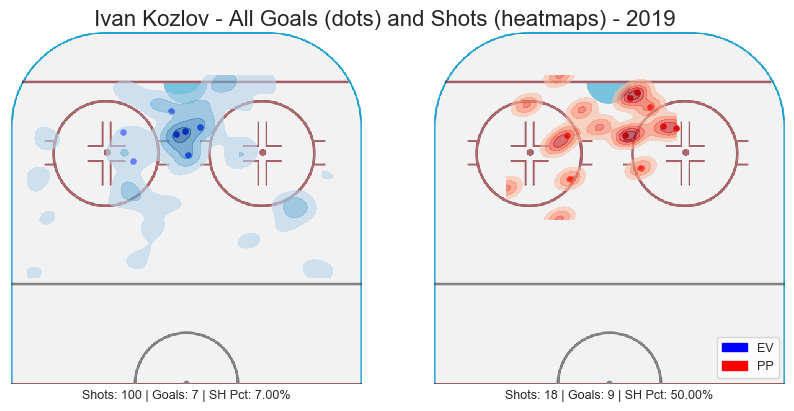 Ivan Kozlov - All Goals (dots) and Shots (heatmaps) - 2019
EV
PP
Shots: 100 | Goals: 7 | SH Pct: 7.00%
Shots: 18 | Goals: 9 | SH Pct: 50.00%